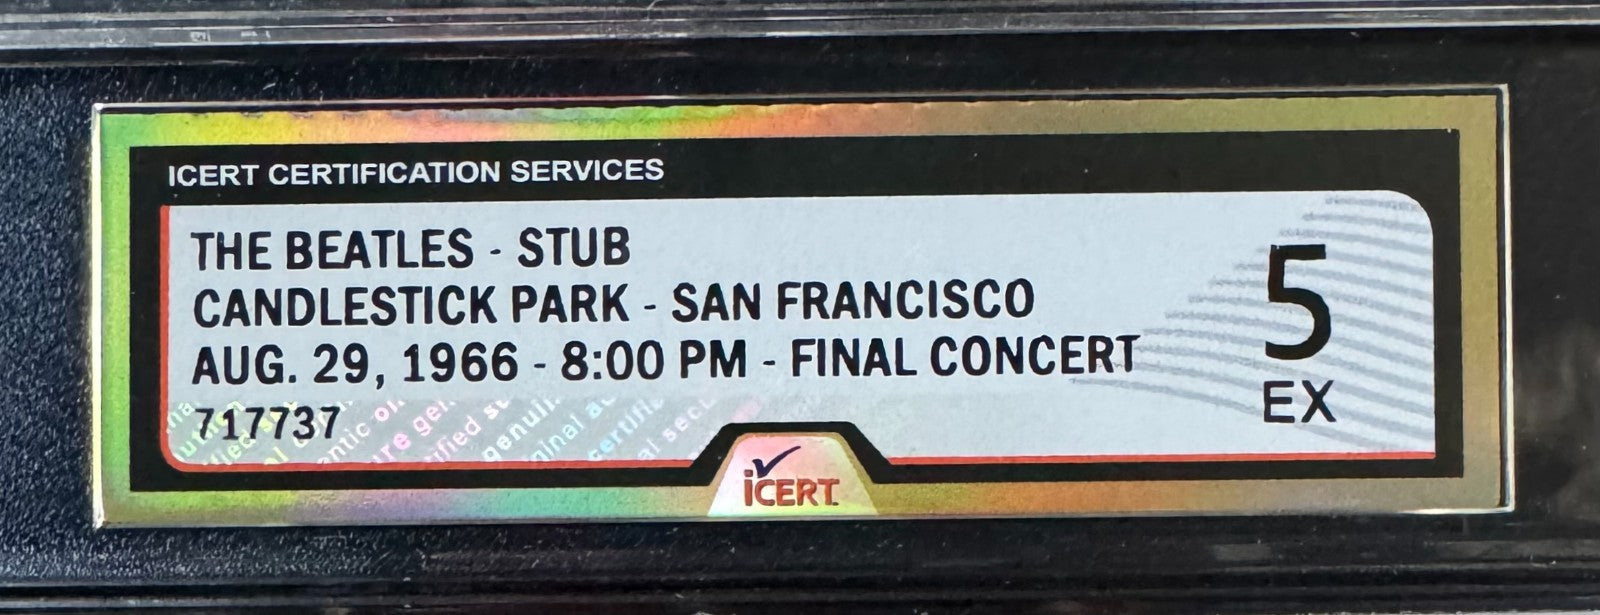 ICERT CERTIFICATION SERVICES
THE BEATLES - STUB
CANDLESTICK PARK - SAN FRANCISCO
AUG. 29, 1966 - 8:00 PM - FINAL CONCERT
717737
5
EX
iCERT